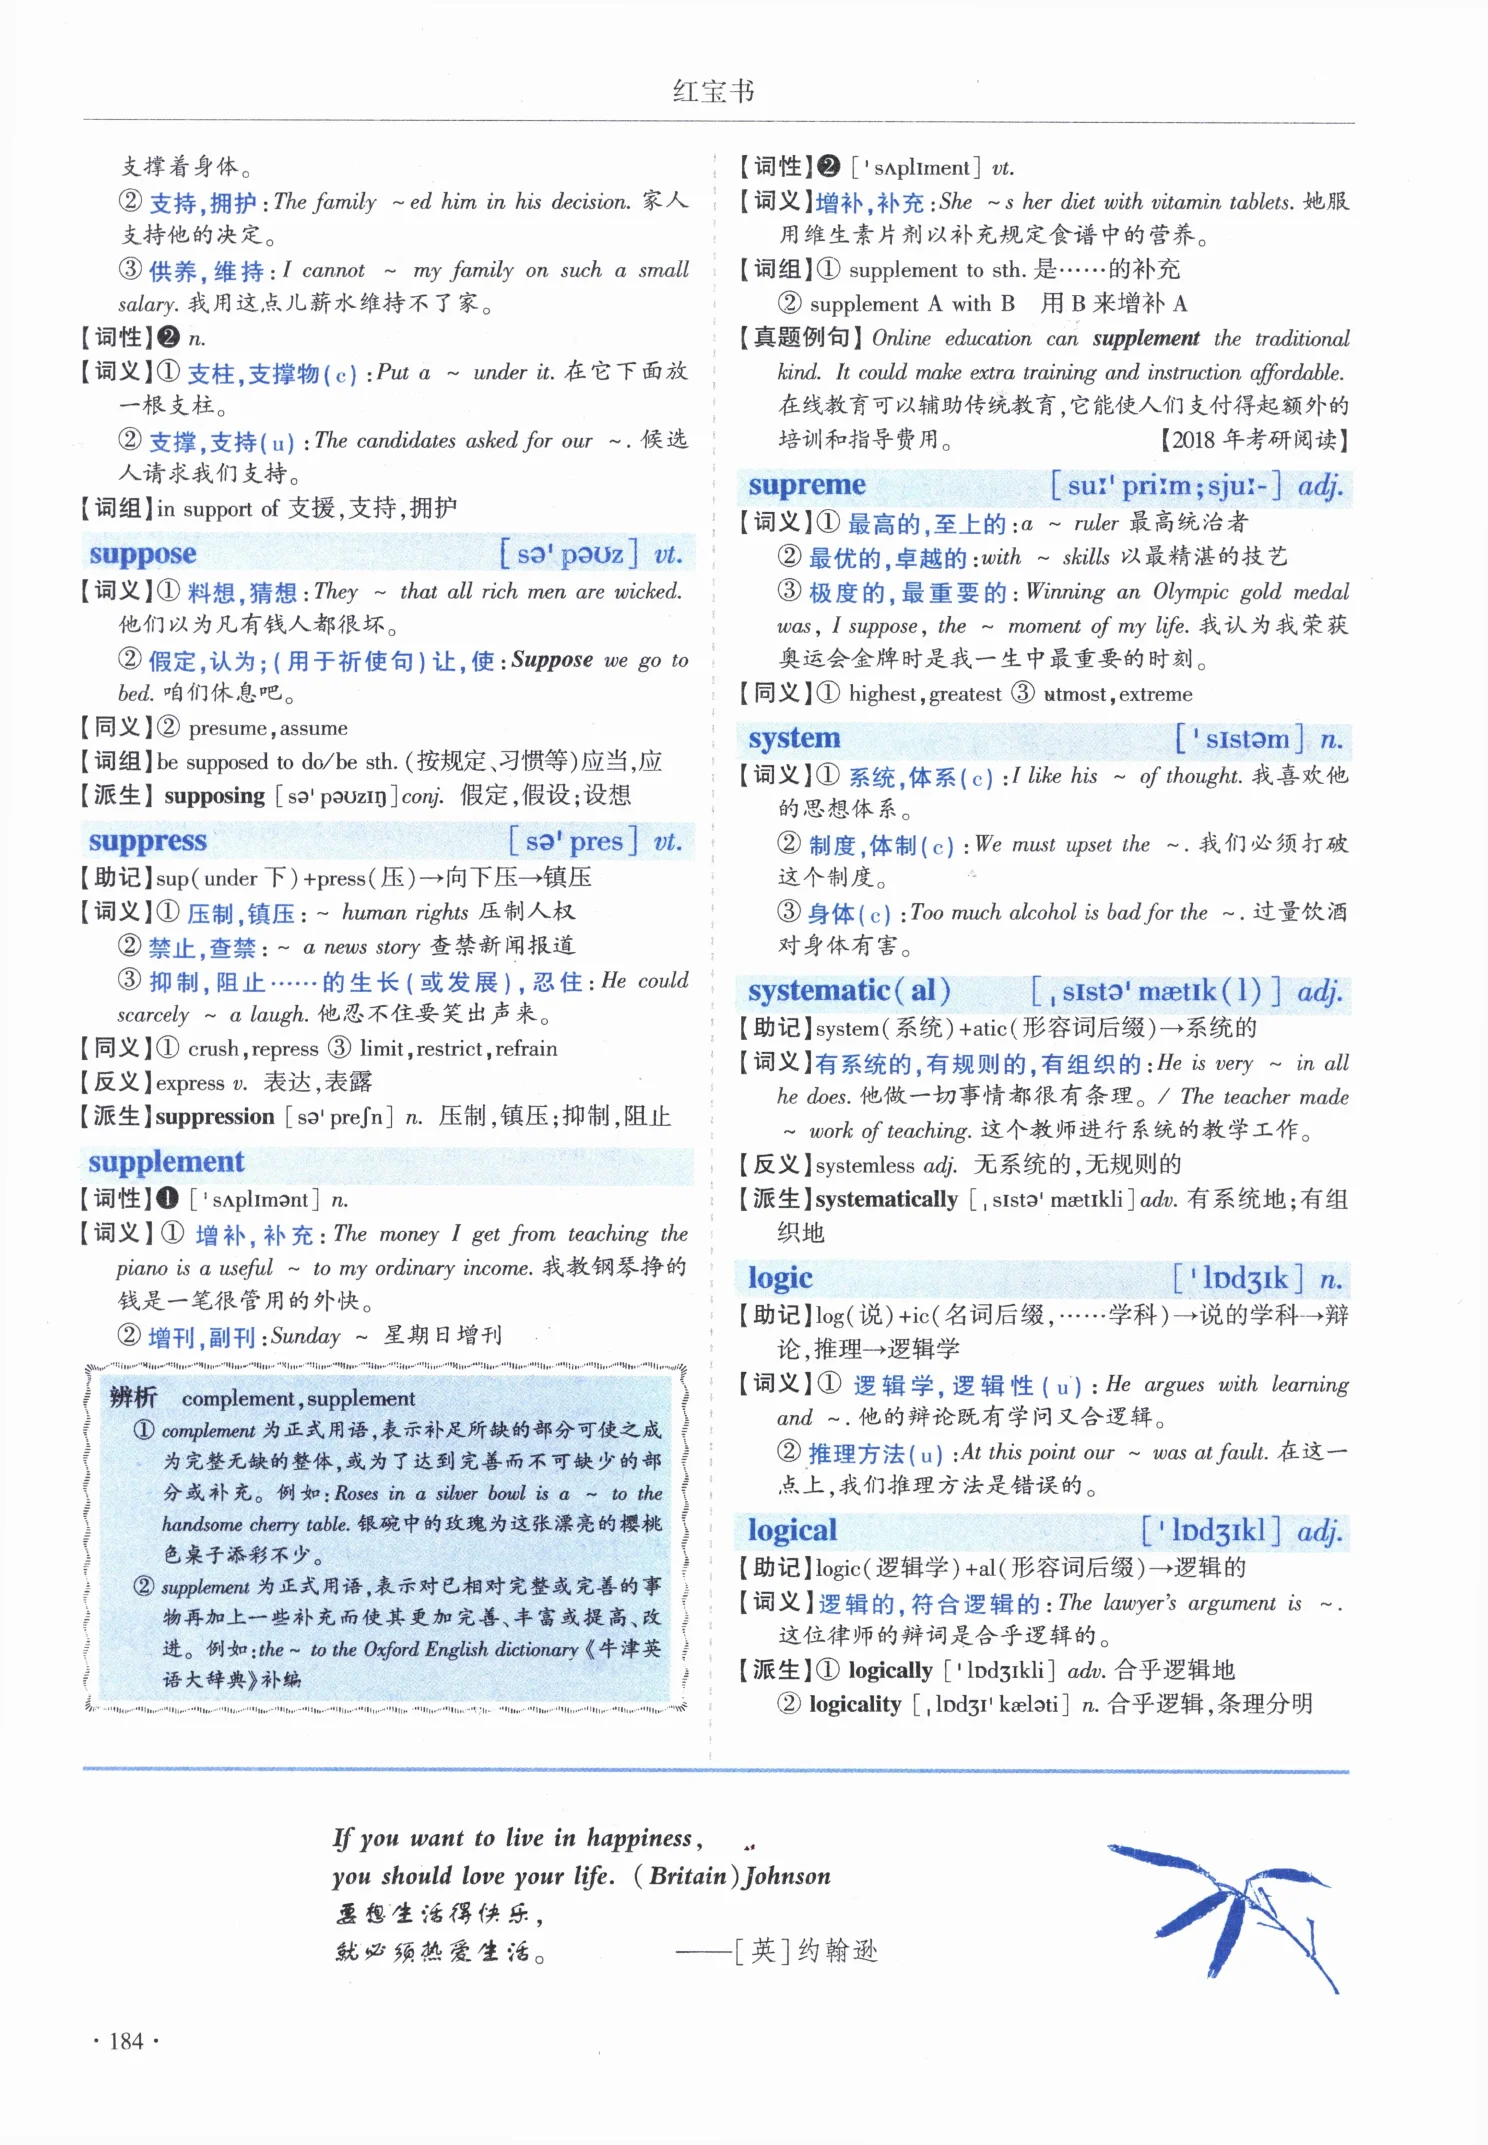 红宝书
支撑着身体。
② 支持,拥护:The family ~ed him in his decision. 家人
支持他的决定。
③ 供养,维持:I cannot ~ my family on such a small
salary. 我用这点儿薪水维持不了家。
【词性】❷ n.
【词义】① 支柱,支撑物(c):Put a ~ under it. 在它下面放
一根支柱。
② 支撑,支持(u):The candidates asked for our ~. 候选
人请求我们支持。
【词组】in support of 支援,支持,拥护
suppose [səˈpəʊz] vt.
【词义】① 料想,猜想:They ~ that all rich men are wicked.
他们以为凡有钱人都很坏。
② 假定,认为;(用于祈使句)让,使:Suppose we go to
bed. 咱们休息吧。
【同义】② presume,assume
【词组】be supposed to do/be sth. (按规定、习惯等)应当,应
【派生】 supposing [səˈpəʊzɪŋ]conj. 假定,假设;设想
suppress [səˈpres] vt.
【助记】sup(under 下)+press(压)→向下压→镇压
【词义】① 压制,镇压:~ human rights 压制人权
② 禁止,查禁:~ a news story 查禁新闻报道
③ 抑制,阻止……的生长(或发展),忍住:He could
scarcely ~ a laugh. 他忍不住要笑出声来。
【同义】① crush,repress ③ limit,restrict,refrain
【反义】express v. 表达,表露
【派生】suppression [səˈpreʃn] n. 压制,镇压;抑制,阻止
supplement
【词性】❶ [ˈsʌplɪmənt] n.
【词义】① 增补,补充:The money I get from teaching the
piano is a useful ~ to my ordinary income. 我教钢琴挣的
钱是一笔很管用的外快。
② 增刊,副刊:Sunday ~ 星期日增刊
辨析 complement,supplement
① complement 为正式用语,表示补足所缺的部分可使之成
为完整无缺的整体,或为了达到完善而不可缺少的部
分或补充。例如:Roses in a silver bowl is a ~ to the
handsome cherry table. 银碗中的玫瑰为这张漂亮的樱桃
色桌子添彩不少。
② supplement 为正式用语,表示对已相对完整或完善的事
物再加上一些补充而使其更加完善、丰富或提高、改
进。例如:the ~ to the Oxford English dictionary《牛津英
语大辞典》补编
【词性】❷ [ˈsʌplɪment] vt.
【词义】增补,补充:She ~s her diet with vitamin tablets. 她服
用维生素片剂以补充规定食谱中的营养。
【词组】① supplement to sth. 是……的补充
② supplement A with B 用 B 来增补 A
【真题例句】Online education can supplement the traditional
kind. It could make extra training and instruction affordable.
在线教育可以辅助传统教育,它能使人们支付得起额外的
培训和指导费用。 【2018 年考研阅读】
supreme [suːˈpriːm;sjuː-] adj.
【词义】① 最高的,至上的:a ~ ruler 最高统治者
② 最优的,卓越的:with ~ skills 以最精湛的技艺
③ 极度的,最重要的:Winning an Olympic gold medal
was, I suppose, the ~ moment of my life. 我认为我荣获
奥运会金牌时是我一生中最重要的时刻。
【同义】① highest,greatest ③ utmost,extreme
system [ˈsɪstəm] n.
【词义】① 系统,体系(c):I like his ~ of thought. 我喜欢他
的思想体系。
② 制度,体制(c):We must upset the ~. 我们必须打破
这个制度。
③ 身体(c):Too much alcohol is bad for the ~. 过量饮酒
对身体有害。
systematic(al) [ˌsɪstəˈmætɪk(l)] adj.
【助记】system(系统)+atic(形容词后缀)→系统的
【词义】有系统的,有规则的,有组织的:He is very ~ in all
he does. 他做一切事情都很有条理。/ The teacher made
~ work of teaching. 这个教师进行系统的教学工作。
【反义】systemless adj. 无系统的,无规则的
【派生】systematically [ˌsɪstəˈmætɪkli]adv. 有系统地;有组
织地
logic [ˈlɒdʒɪk] n.
【助记】log(说)+ic(名词后缀,……学科)→说的学科→辩
论,推理→逻辑学
【词义】① 逻辑学,逻辑性(u):He argues with learning
and ~. 他的辩论既有学问又合逻辑。
② 推理方法(u):At this point our ~ was at fault. 在这一
点上,我们推理方法是错误的。
logical [ˈlɒdʒɪkl] adj.
【助记】logic(逻辑学)+al(形容词后缀)→逻辑的
【词义】逻辑的,符合逻辑的:The lawyer's argument is ~.
这位律师的辩词是合乎逻辑的。
【派生】① logically [ˈlɒdʒɪkli] adv. 合乎逻辑地
② logicality [ˌlɒdʒɪˈkæləti] n. 合乎逻辑,条理分明
If you want to live in happiness,
you should love your life. (Britain)Johnson
要想生活得快乐,
就必须热爱生活。 ——[英]约翰逊
·184·